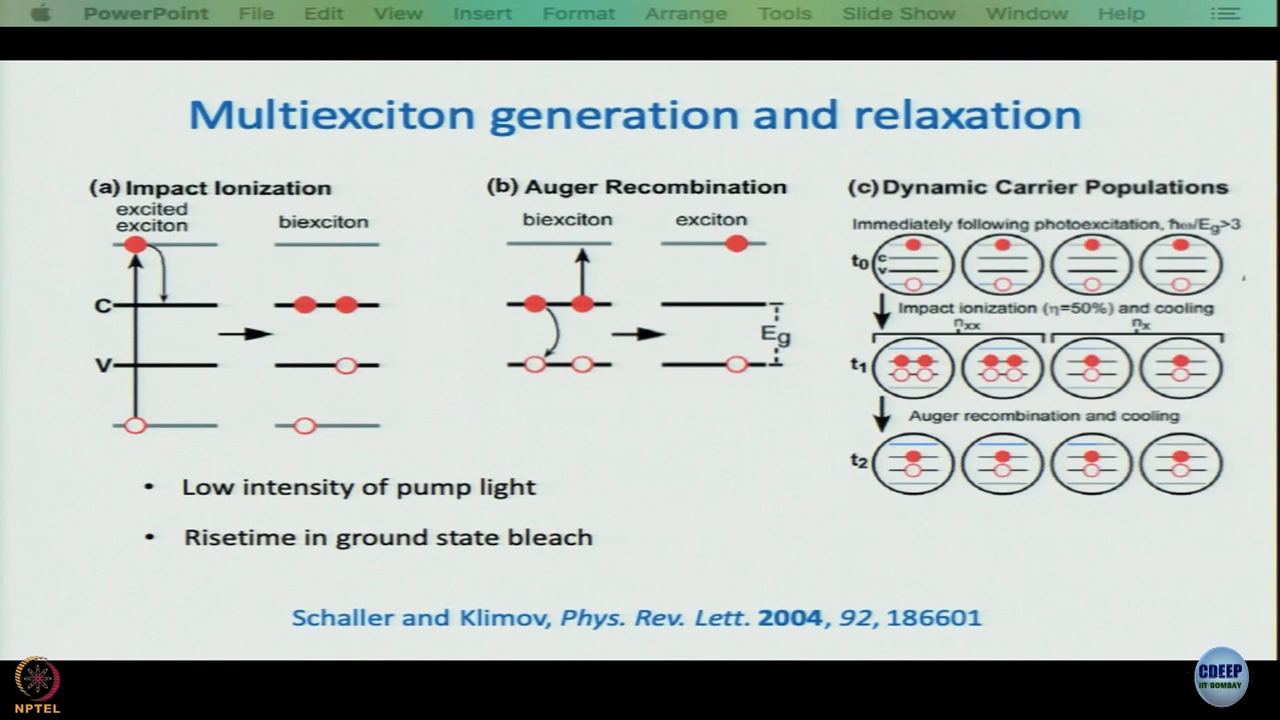 PowerPoint File Edit View Insert Format Arrange Tools Slide Show Window Help
Multiexciton generation and relaxation
(a) Impact Ionization
excited
exciton
biexciton
C
V
(b) Auger Recombination
biexciton
exciton
Eg
(c) Dynamic Carrier Populations
Immediately following photoexcitation, ħω/Eg>3
t0
c
v
Impact ionization (η=50%) and cooling
nxx
nx
t1
Auger recombination and cooling
t2
• Low intensity of pump light
• Risetime in ground state bleach
Schaller and Klimov, Phys. Rev. Lett. 2004, 92, 186601
NPTEL
CDEEP
IIT BOMBAY